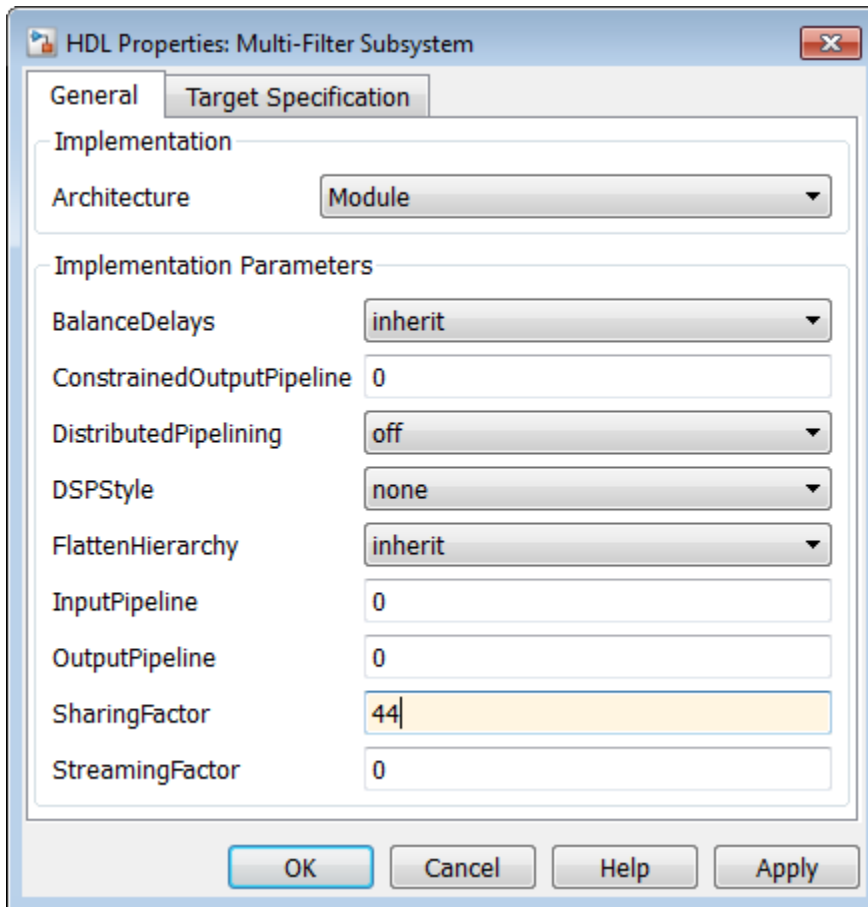 HDL Properties: Multi-Filter Subsystem
General Target Specification
Implementation
Architecture Module
Implementation Parameters
BalanceDelays inherit
ConstrainedOutputPipeline 0
DistributedPipelining off
DSPStyle none
FlattenHierarchy inherit
InputPipeline 0
OutputPipeline 0
SharingFactor 44
StreamingFactor 0
OK Cancel Help Apply